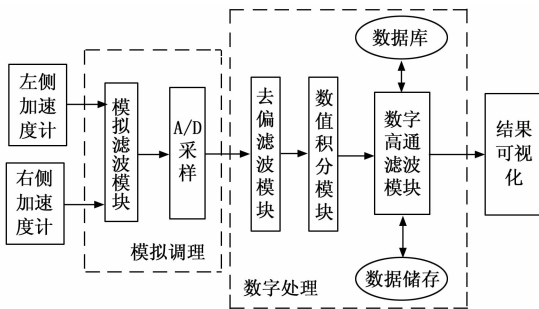 左侧
加速
度计
右侧
加速
度计
模拟滤波模块
A/D
采样
模拟调理
去偏滤波模块
数值积分模块
数据库
数字
高通
滤波
模块
数据储存
数字处理
结果
可视
化